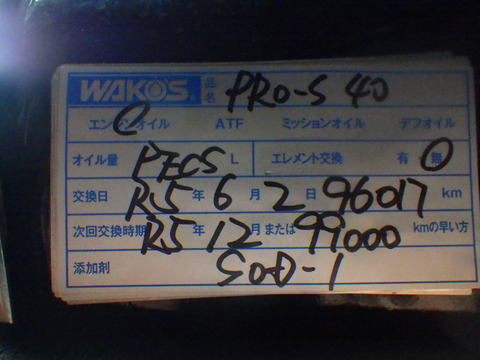 WAKO'S 品名 PRO-S 40
エンジンオイル ATF ミッションオイル デフオイル
オイル量 PECS L エレメント交換 有 無
交換日 R5 年 6 月 2 日 96017 km
次回交換時期 R5 年 12 月または 99000 kmの早い方
添加剤 S.O.D-1